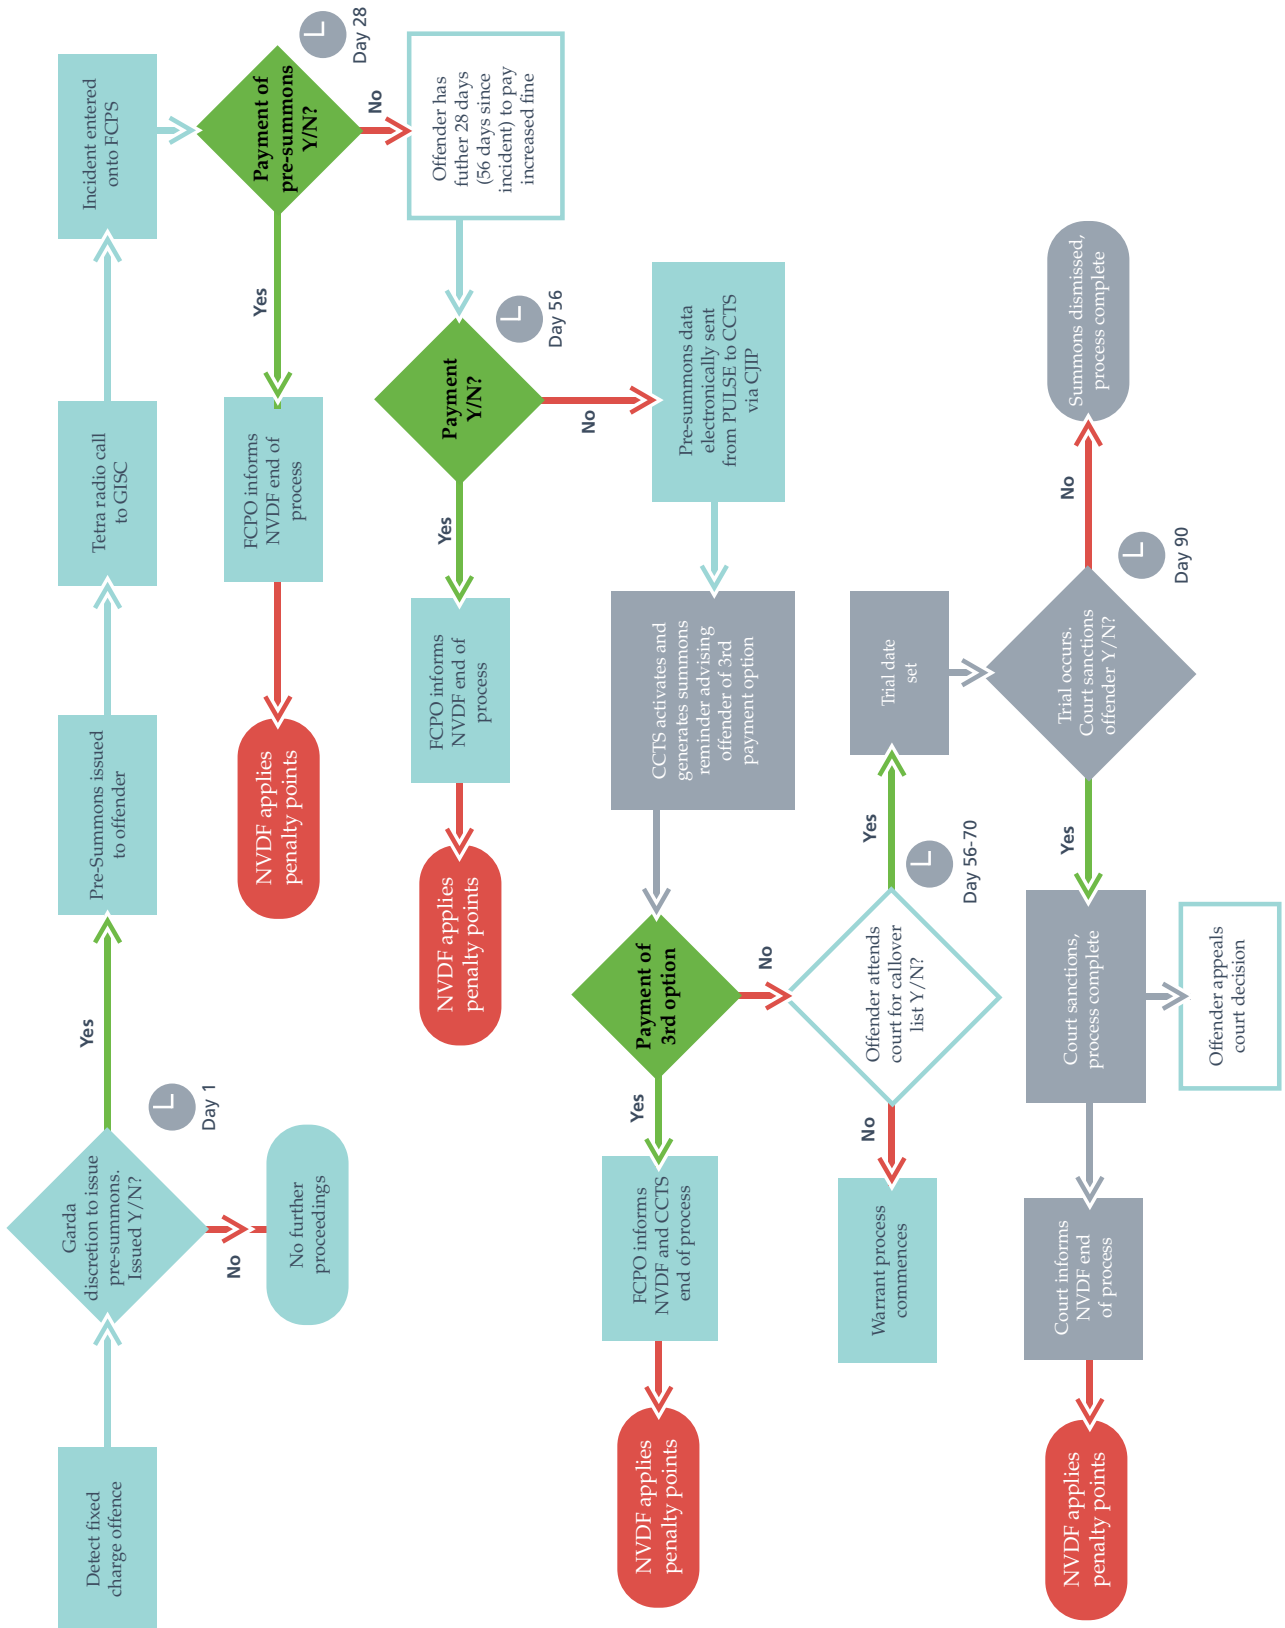 Detect fixed
charge offence
Garda
discretion to issue
pre-summons.
Issued Y/N?
Day 1
No
No further
proceedings
Yes
Pre-Summons issued
to offender
Tetra radio call
to GISC
Incident entered
onto FCPS
Payment of
pre-summons
Y/N?
Day 28
Yes
FCPO informs
NVDF end of
process
NVDF applies
penalty points
No
Offender has
futher 28 days
(56 days since
incident) to pay
increased fine
Payment
Y/N?
Day 56
Yes
FCPO informs
NVDF end of
process
NVDF applies
penalty points
No
Pre-summons data
electronically sent
from PULSE to CCTS
via CJIP
CCTS activates and
generates summons
reminder advising
offender of 3rd
payment option
Payment of
3rd option
Yes
FCPO informs
NVDF and CCTS
end of process
NVDF applies
penalty points
No
Offender attends
court for callover
list Y/N?
Day 56-70
No
Warrant process
commences
Yes
Trial date
set
Trial occurs.
Court sanctions
offender Y/N?
Day 90
No
Summons dismissed,
process complete
Yes
Court sanctions,
process complete
Offender appeals
court decision
Court informs
NVDF end
of process
NVDF applies
penalty points